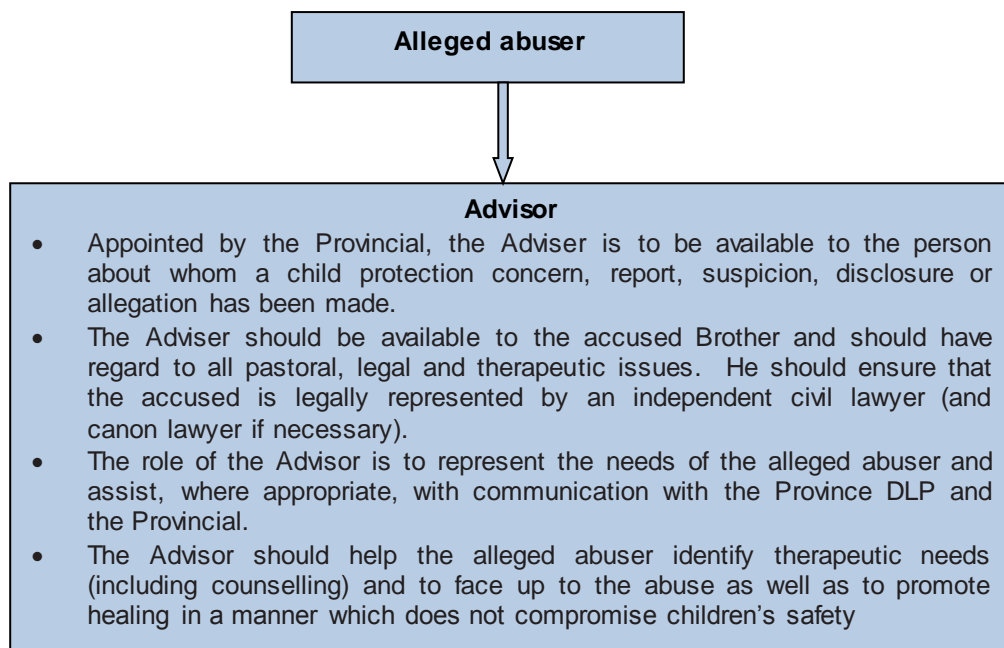 Alleged abuser
Advisor
• Appointed by the Provincial, the Adviser is to be available to the person
about whom a child protection concern, report, suspicion, disclosure or
allegation has been made.
• The Adviser should be available to the accused Brother and should have
regard to all pastoral, legal and therapeutic issues. He should ensure that
the accused is legally represented by an independent civil lawyer (and
canon lawyer if necessary).
• The role of the Advisor is to represent the needs of the alleged abuser and
assist, where appropriate, with communication with the Province DLP and
the Provincial.
• The Advisor should help the alleged abuser identify therapeutic needs
(including counselling) and to face up to the abuse as well as to promote
healing in a manner which does not compromise children’s safety